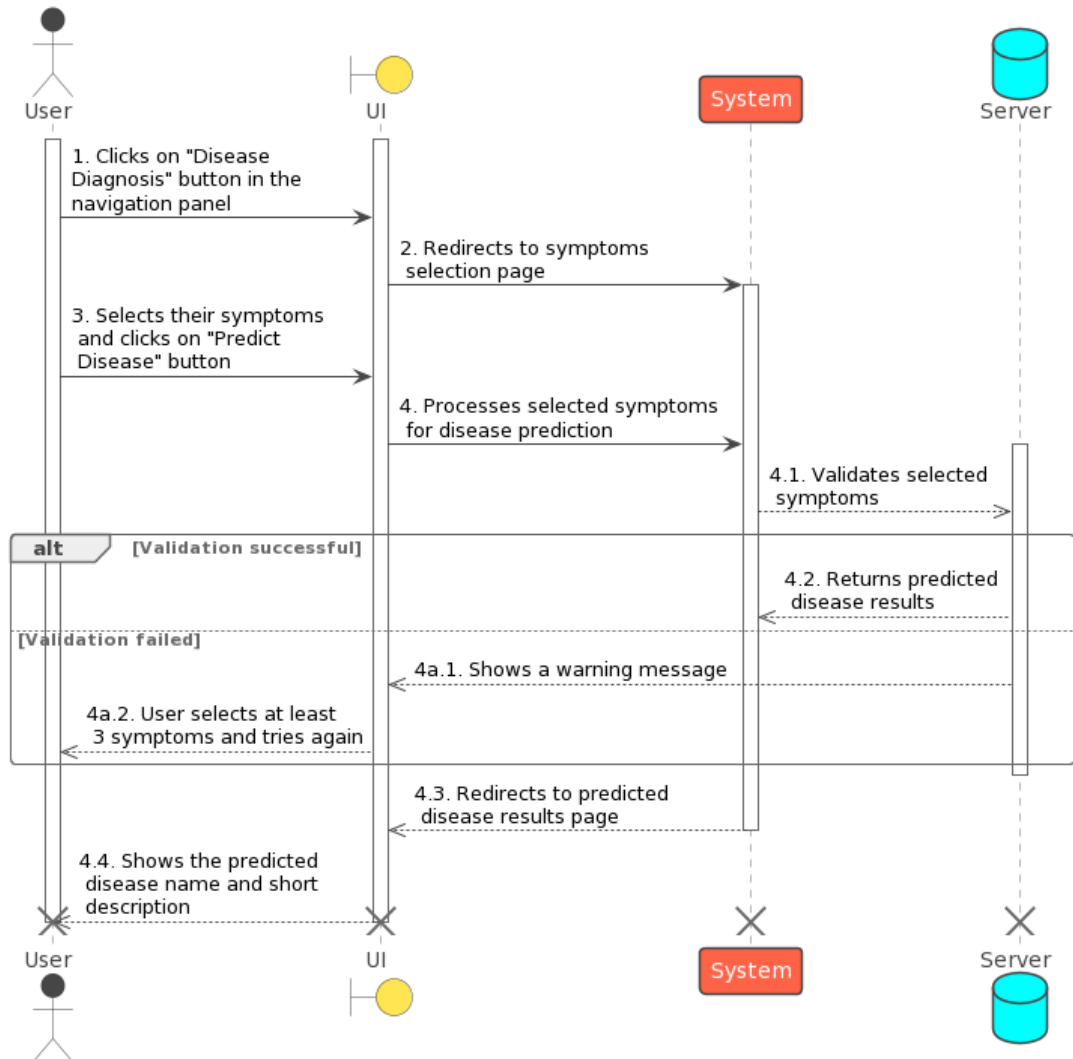 User
UI
System
Server
1. Clicks on "Disease
Diagnosis" button in the
navigation panel
2. Redirects to symptoms
selection page
3. Selects their symptoms
and clicks on "Predict
Disease" button
4. Processes selected symptoms
for disease prediction
4.1. Validates selected
symptoms
alt [Validation successful]
4.2. Returns predicted
disease results
[Validation failed]
4a.1. Shows a warning message
4a.2. User selects at least
3 symptoms and tries again
4.3. Redirects to predicted
disease results page
4.4. Shows the predicted
disease name and short
description
User
UI
System
Server